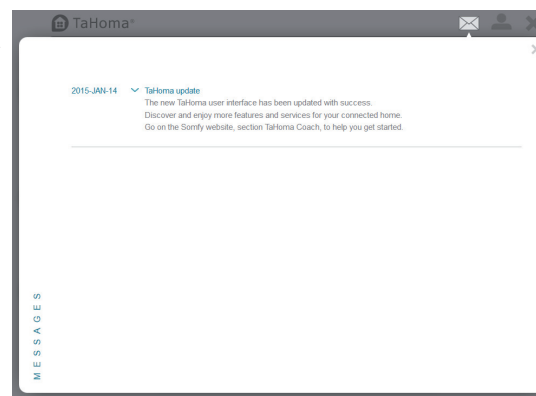 TaHoma®
2015-JAN-14 TaHoma update
The new TaHoma user interface has been updated with success.
Discover and enjoy more features and services for your connected home.
Go on the Somfy website, section TaHoma Coach, to help you get started.
MESSAGES